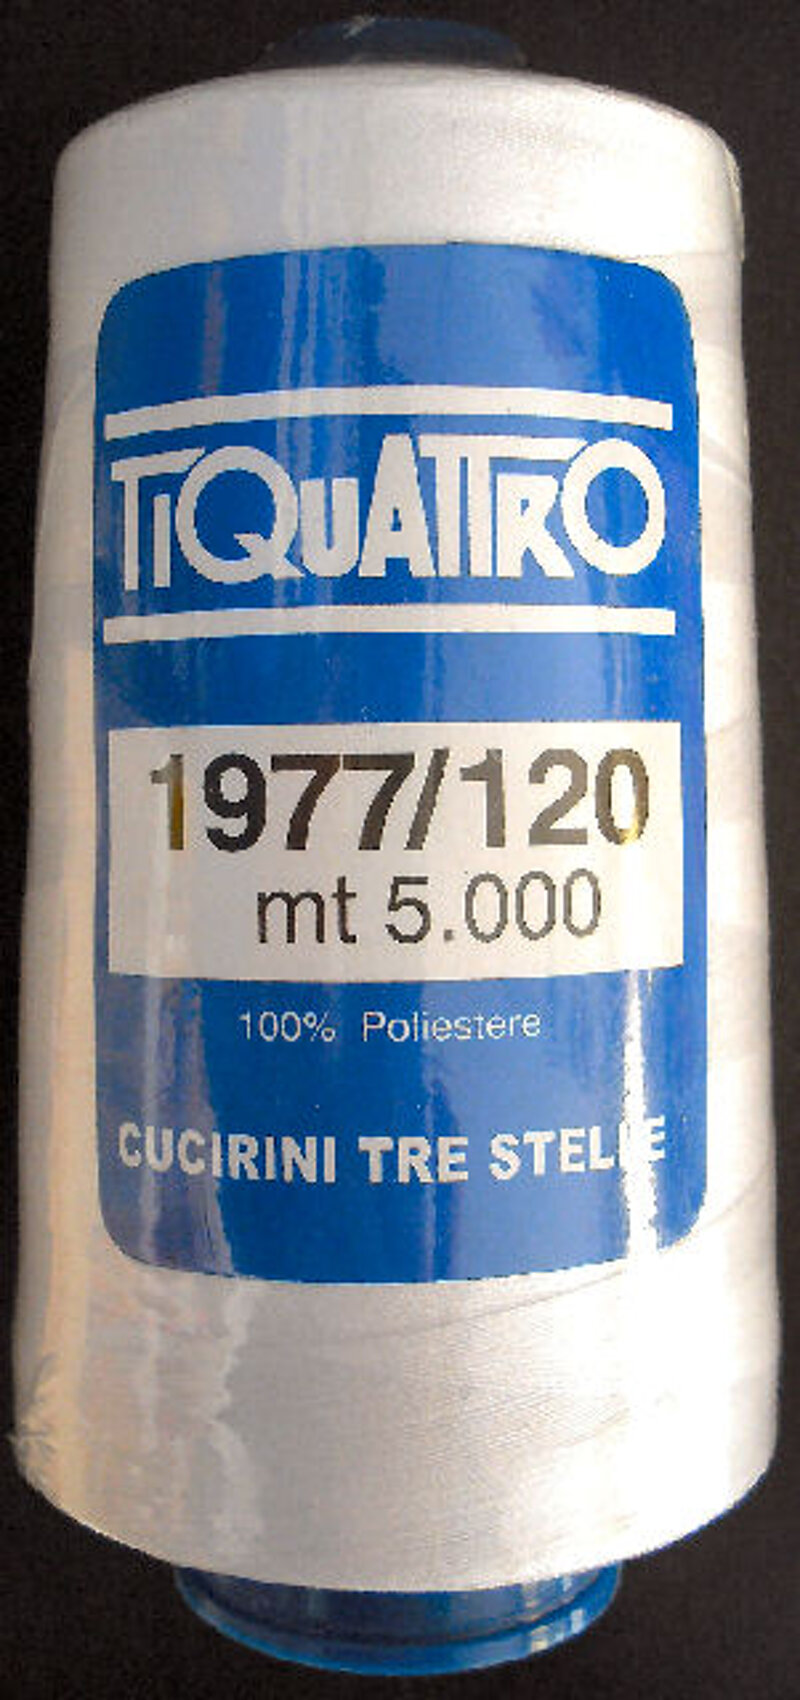 TIQUATTRO
1977/120
mt 5.000
100% Poliestere
CUCIRINI TRE STELLE